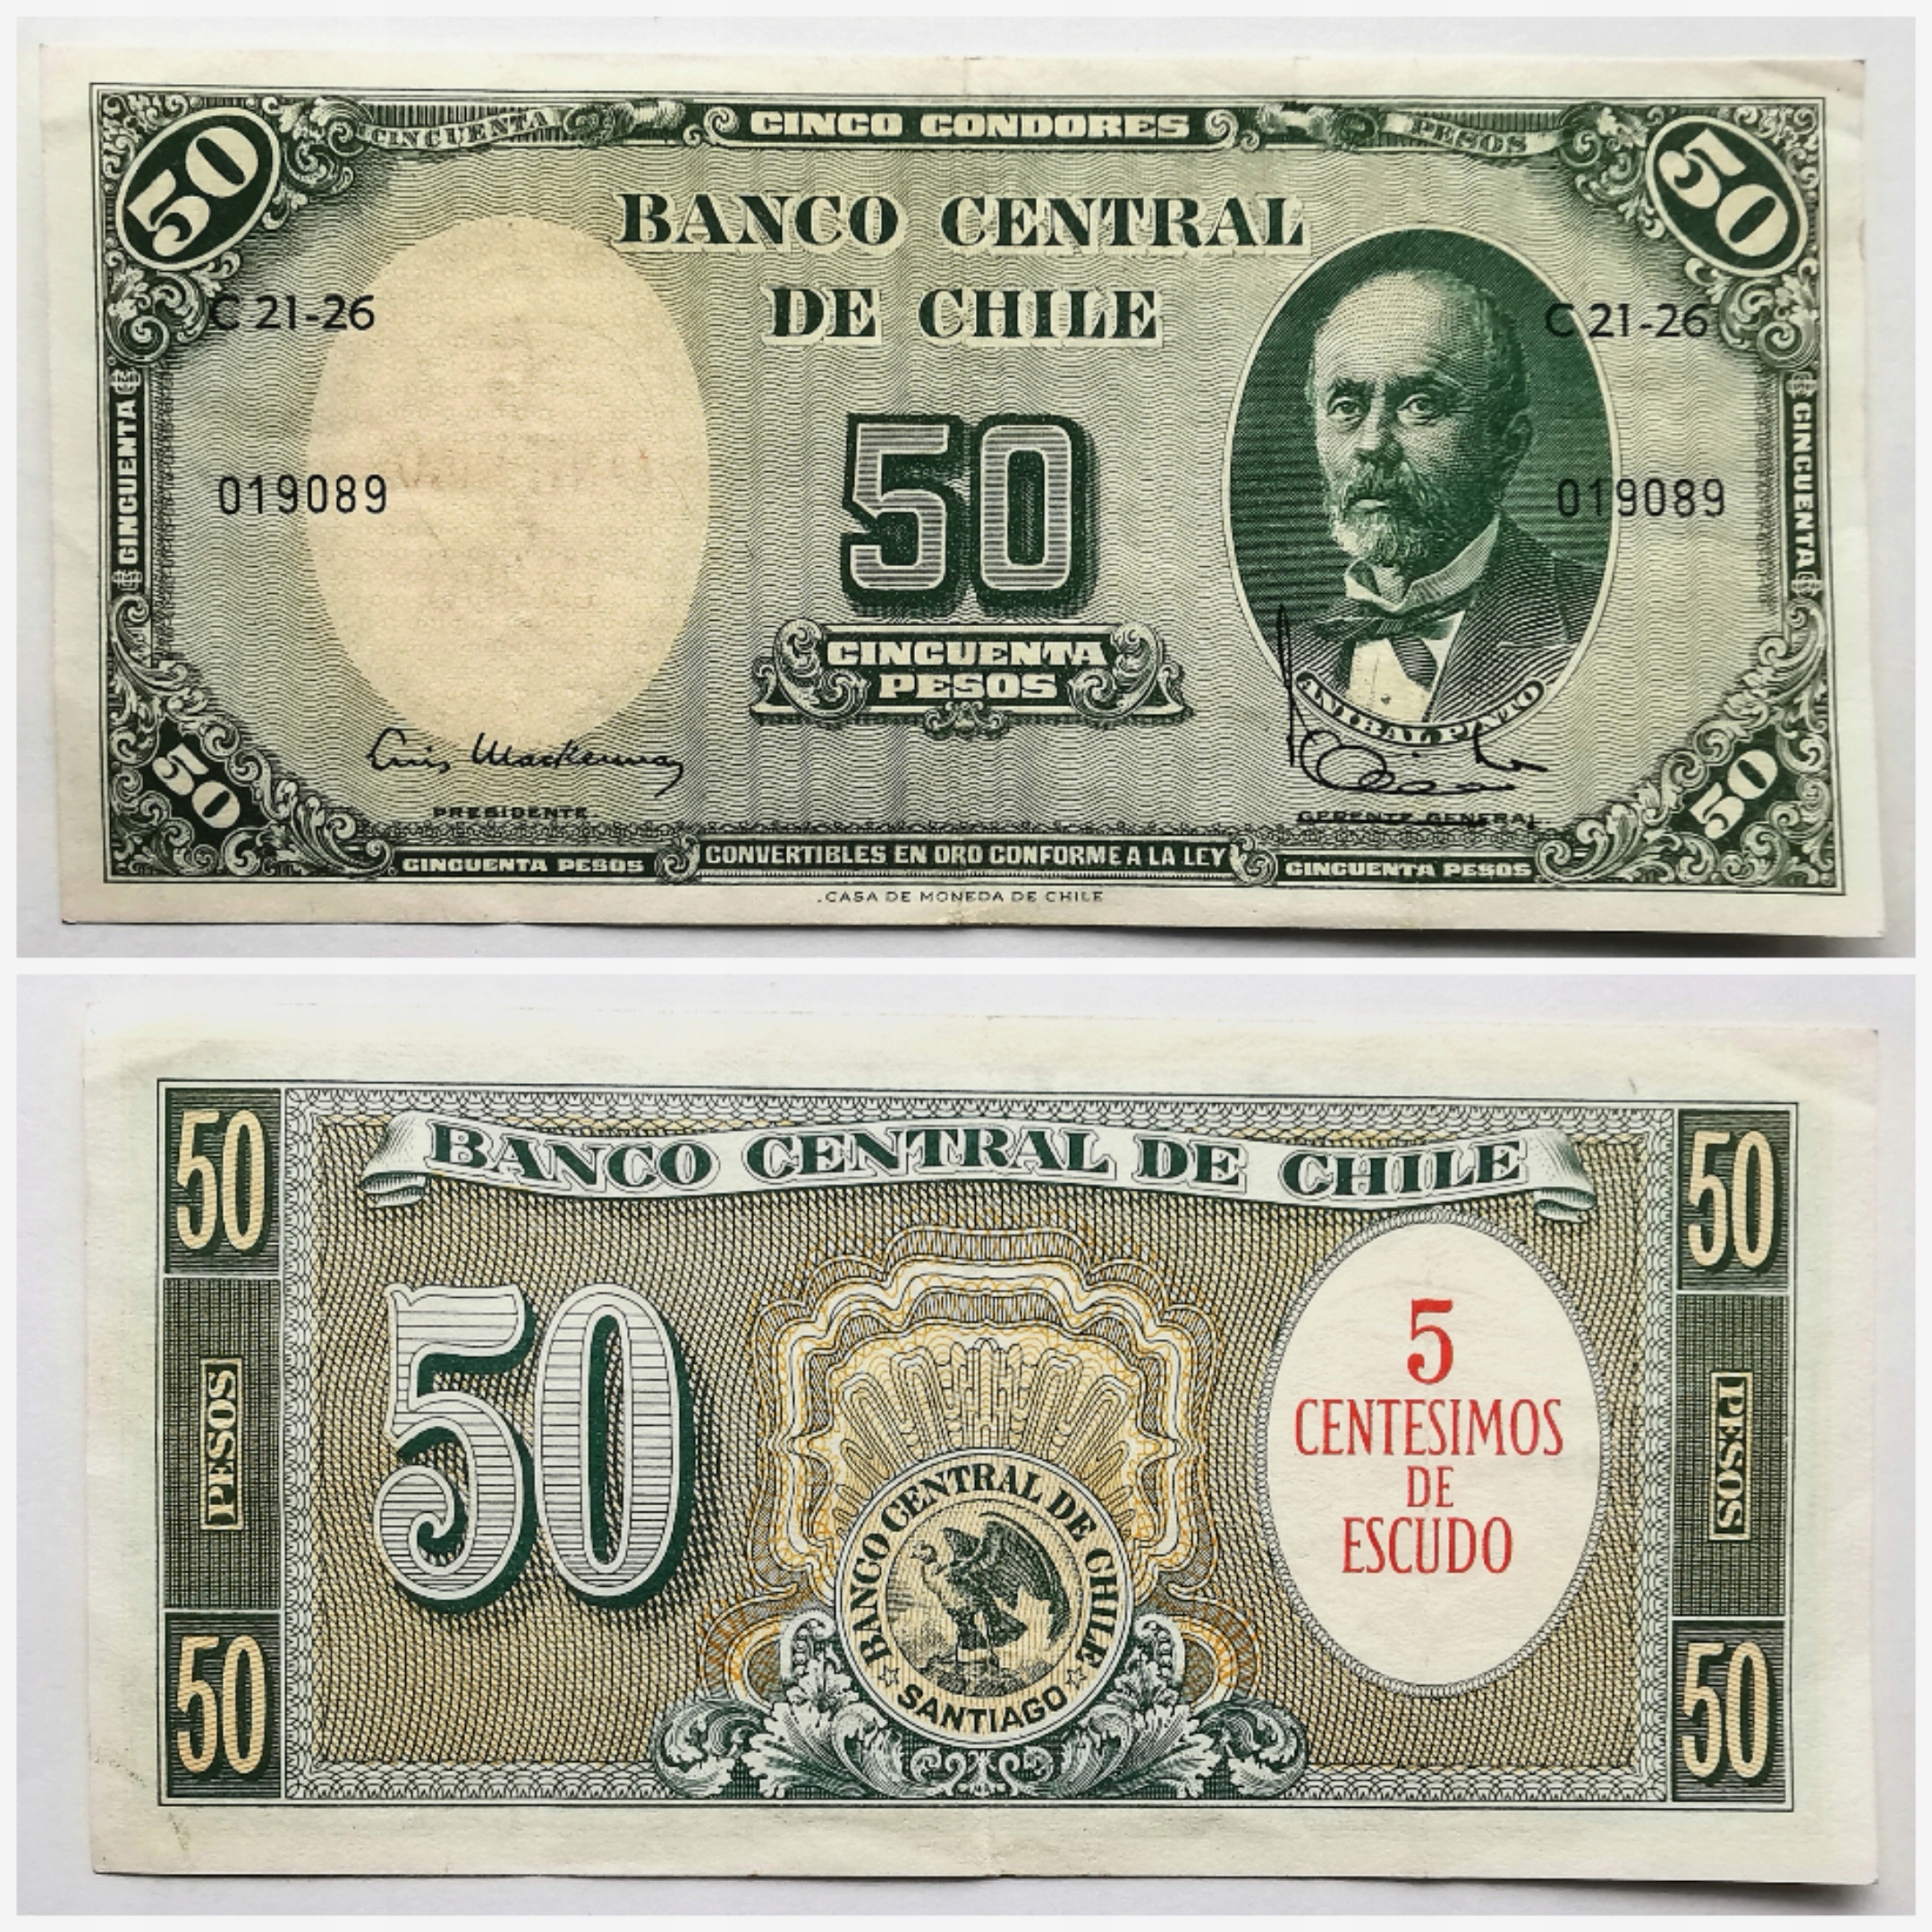 50
CINCUENTA
CINCO CONDORES
PESOS
50
BANCO CENTRAL
DE CHILE
C 21-26
C 21-26
CINCUENTA
CINCUENTA
019089
50
019089
CINCUENTA
PESOS
ANIBAL PINTO
Luis Mackenna
PRESIDENTE.
GERENTE GENERAL
50
50
CINCUENTA PESOS
CONVERTIBLES EN ORO CONFORME A LA LEY
CINCUENTA PESOS
.CASA DE MONEDA DE CHILE
50
BANCO CENTRAL DE CHILE
50
50
5
CENTESIMOS
DE
ESCUDO
PESOS
PESOS
BANCO CENTRAL DE CHILE
SANTIAGO
50
50